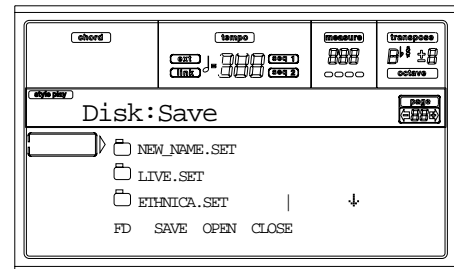 chord tempo measure transpose
ext seq 1
link seq 2
octave
style play page
Disk:Save
NEW_NAME.SET
LIVE.SET
ETHNICA.SET
FD SAVE OPEN CLOSE